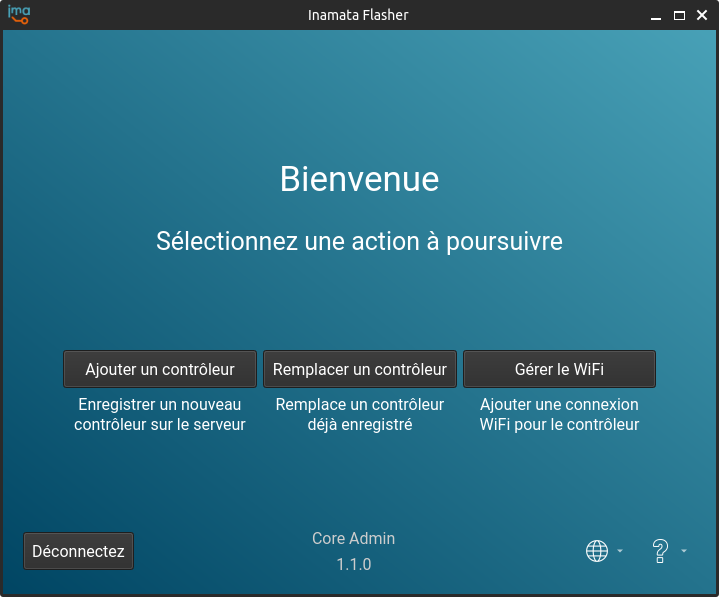 ima
Inamata Flasher
Bienvenue
Sélectionnez une action à poursuivre
Ajouter un contrôleur
Remplacer un contrôleur
Gérer le WiFi
Enregistrer un nouveau
contrôleur sur le serveur
Remplace un contrôleur
déjà enregistré
Ajouter une connexion
WiFi pour le contrôleur
Déconnectez
Core Admin
1.1.0